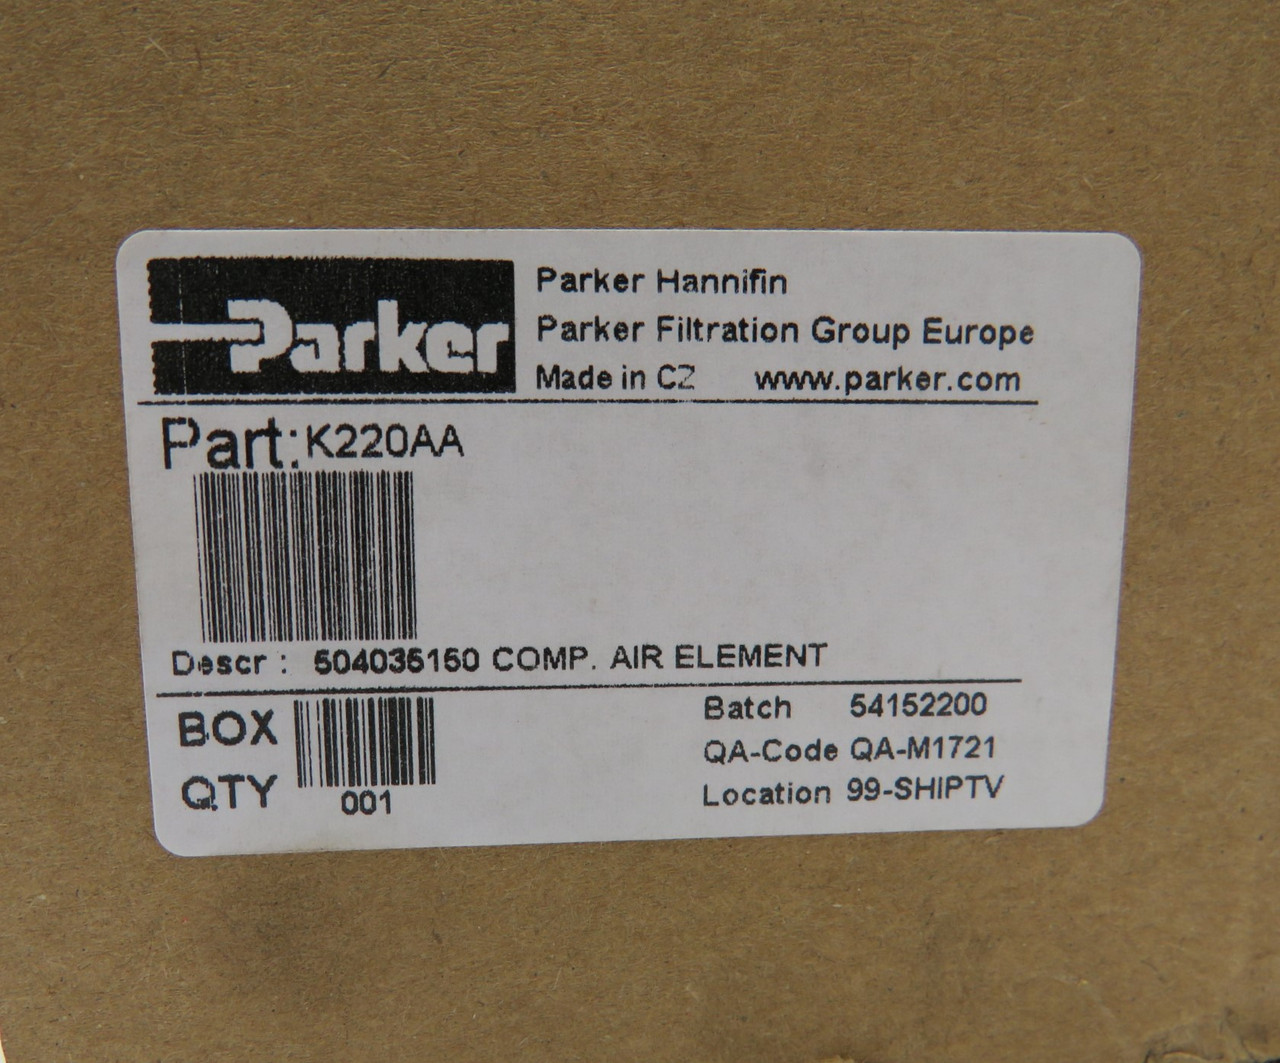 Parker
Parker Hannifin
Parker Filtration Group Europe
Made in CZ www.parker.com
Part: K220AA
Descr : 504035150 COMP. AIR ELEMENT
BOX
QTY
001
Batch 54152200
QA-Code QA-M1721
Location 99-SHIPTV